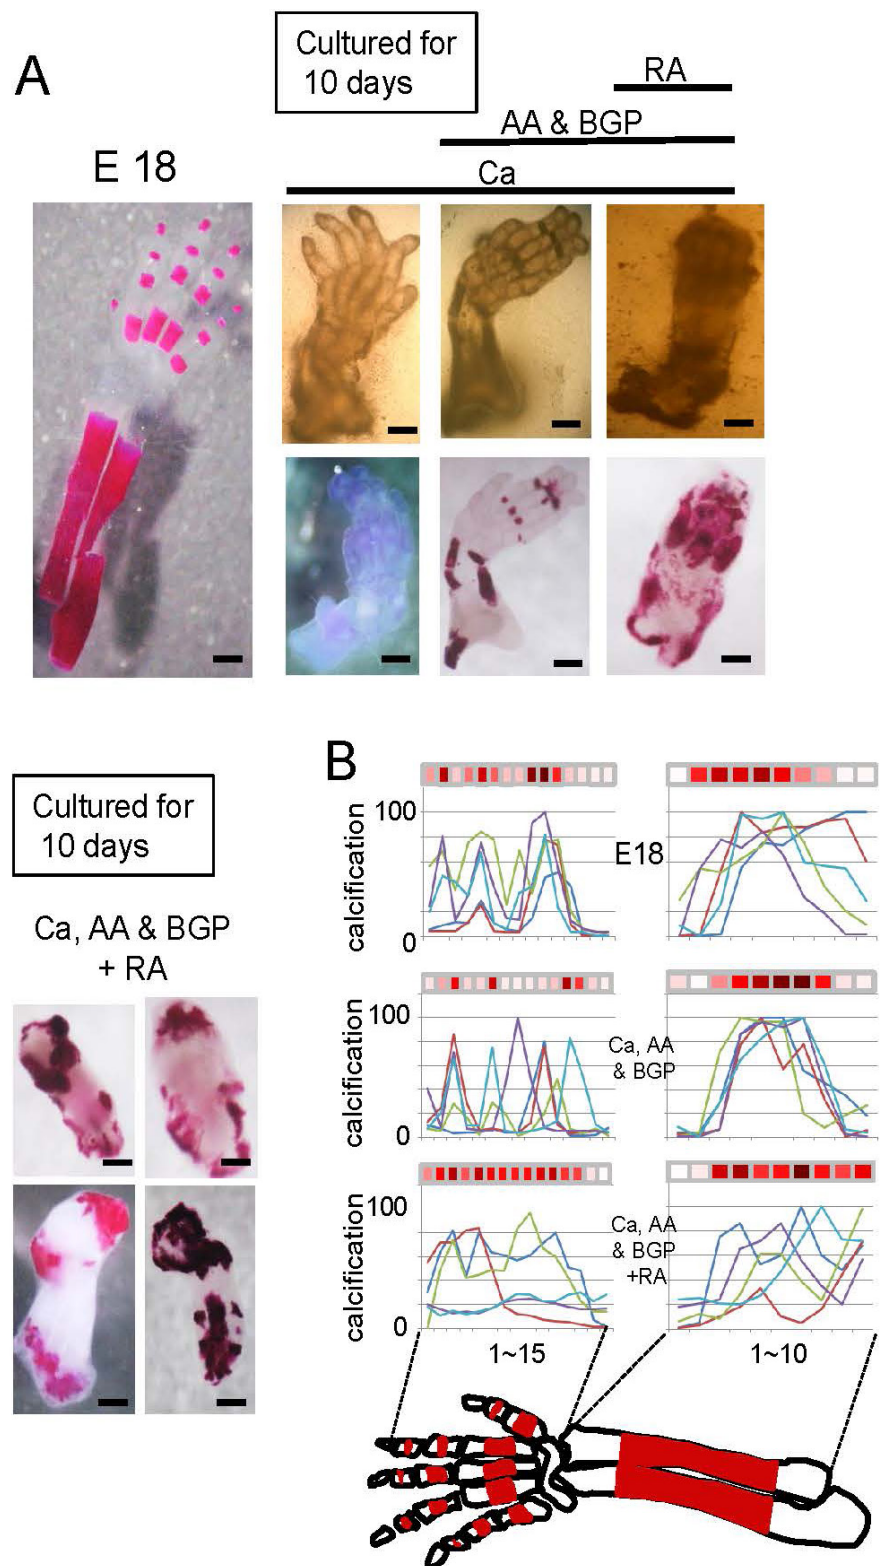 A
Cultured for
10 days
RA
AA & BGP
Ca
E 18
Cultured for
10 days
Ca, AA & BGP
+ RA
B
calcification
100
0
E18
calcification
100
0
Ca, AA
& BGP
calcification
100
0
Ca, AA
& BGP
+RA
1~15
1~10